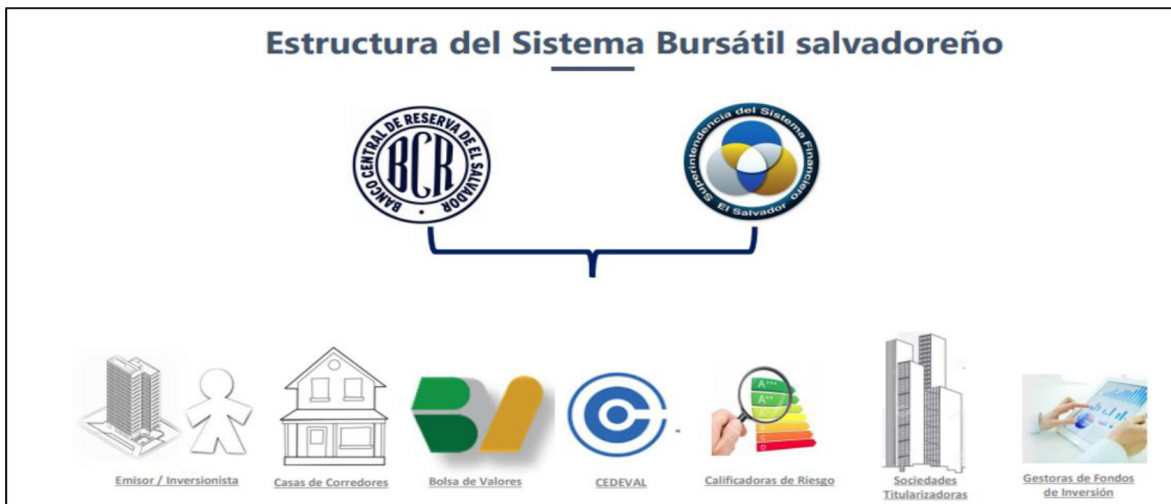 Estructura del Sistema Bursátil salvadoreño
BANCO CENTRAL DE RESERVA DE EL SALVADOR
BCR
Superintendencia del Sistema Financiero
El Salvador
A+++
A++
C
D
Emisor / Inversionista
Casas de Corredores
Bolsa de Valores
CEDEVAL
Calificadoras de Riesgo
Sociedades
Titularizadoras
Gestoras de Fondos
de Inversión